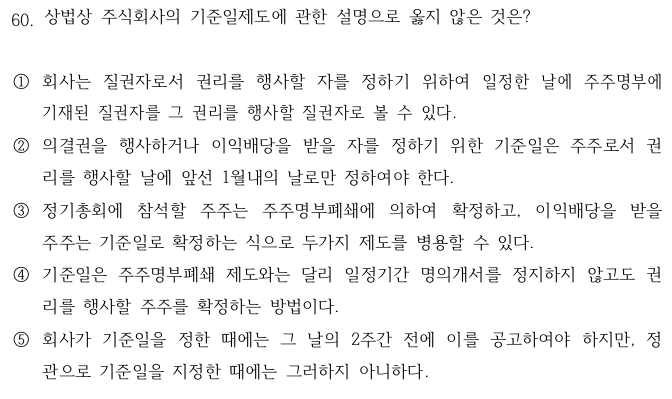 60. 상법상 주식회사의 기준일제도에 관한 설명으로 옳지 않은 것은?
① 회사는 질권자로서 권리를 행사할 자를 정하기 위하여 일정한 날에 주주명부에
기재된 질권자를 그 권리를 행사할 질권자로 볼 수 있다.
② 의결권을 행사하거나 이익배당을 받을 자를 정하기 위한 기준일은 주주로서 권
리를 행사할 날에 앞선 1월내의 날로만 정하여야 한다.
③ 정기총회에 참석할 주주는 주주명부폐쇄에 의하여 확정하고, 이익배당을 받을
주주는 기준일로 확정하는 식으로 두가지 제도를 병용할 수 있다.
④ 기준일은 주주명부폐쇄 제도와는 달리 일정기간 명의개서를 정지하지 않고도 권
리를 행사할 주주를 확정하는 방법이다.
⑤ 회사가 기준일을 정한 때에는 그 날의 2주간 전에 이를 공고하여야 하지만, 정
관으로 기준일을 지정한 때에는 그러하지 아니하다.